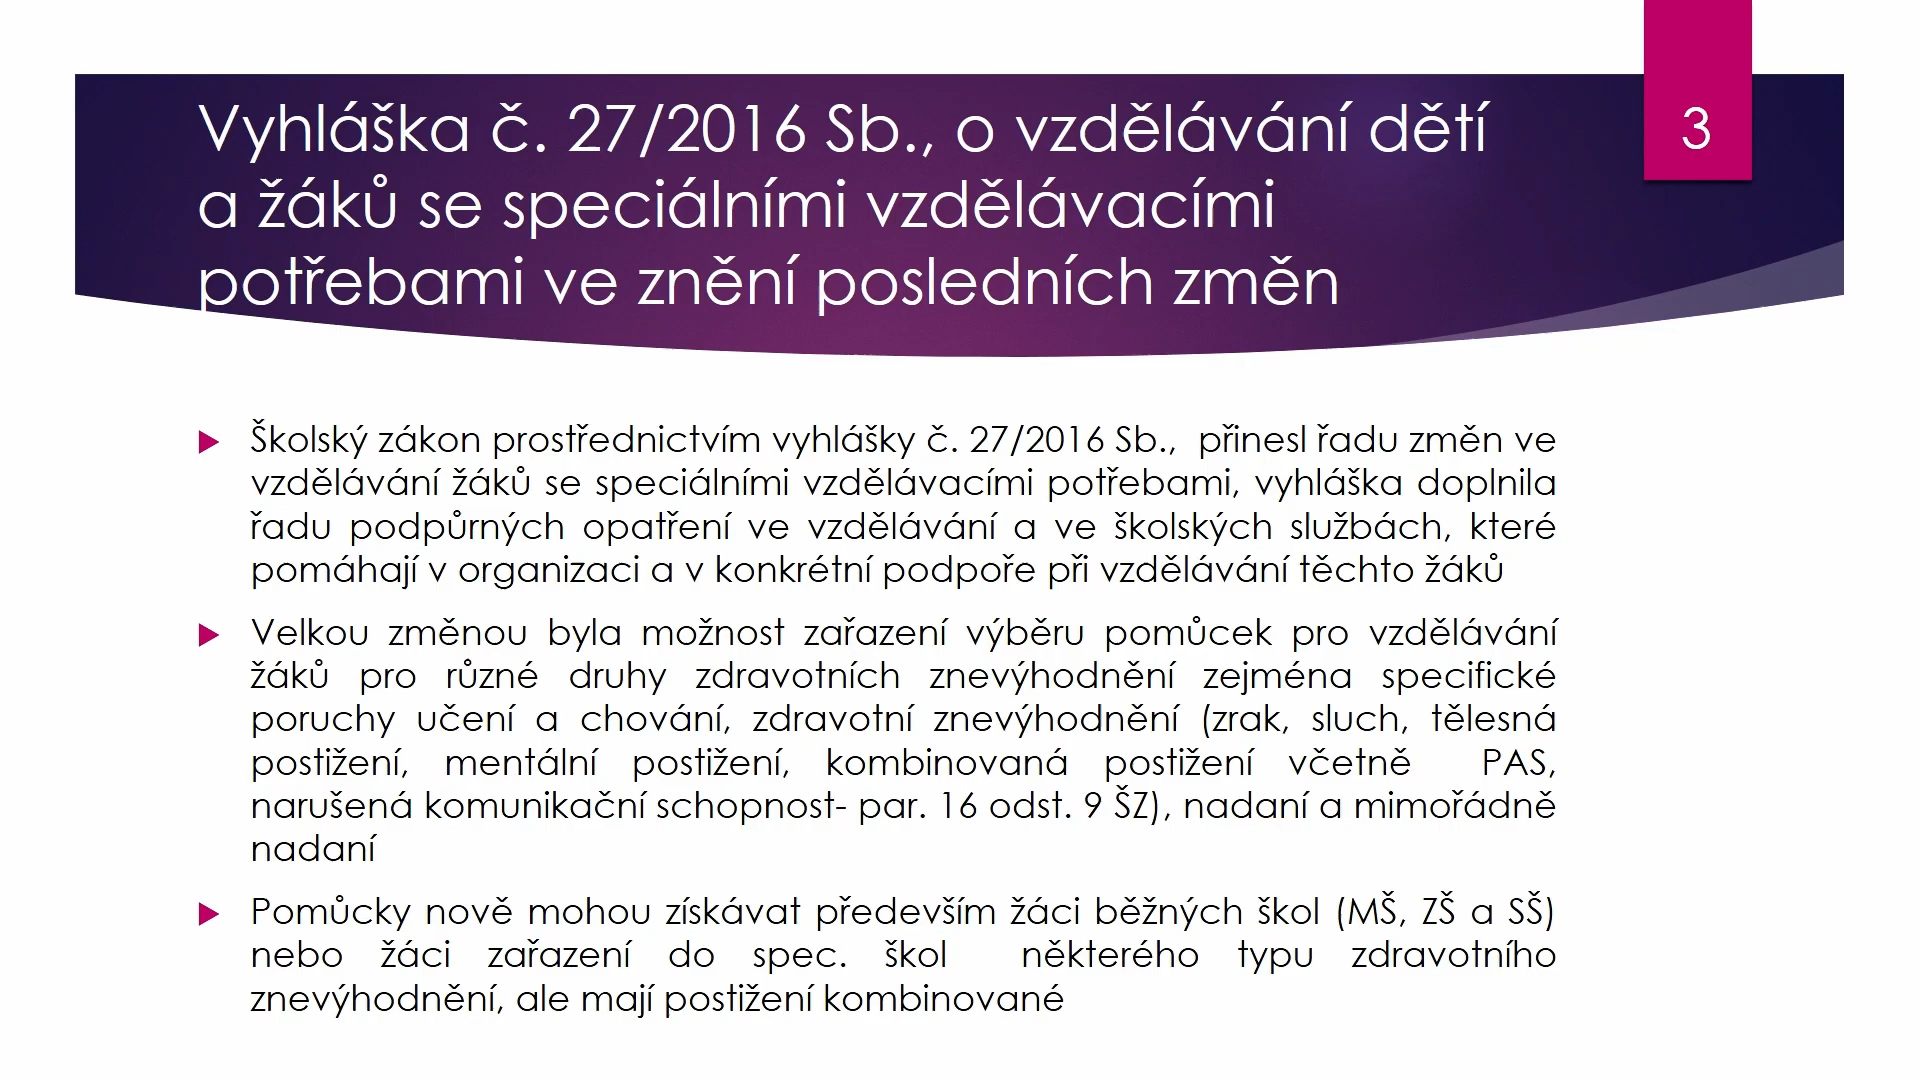 Vyhláška č. 27/2016 Sb., o vzdělávání dětí
a žáků se speciálními vzdělávacími
potřebami ve znění posledních změn
3
Školský zákon prostřednictvím vyhlášky č. 27/2016 Sb., přinesl řadu změn ve
vzdělávání žáků se speciálními vzdělávacími potřebami, vyhláška doplnila
řadu podpůrných opatření ve vzdělávání a ve školských službách, které
pomáhají v organizaci a v konkrétní podpoře při vzdělávání těchto žáků
Velkou změnou byla možnost zařazení výběru pomůcek pro vzdělávání
žáků pro různé druhy zdravotních znevýhodnění zejména specifické
poruchy učení a chování, zdravotní znevýhodnění (zrak, sluch, tělesná
postižení, mentální postižení, kombinovaná postižení včetně PAS,
narušená komunikační schopnost- par. 16 odst. 9 ŠZ), nadaní a mimořádně
nadaní
Pomůcky nově mohou získávat především žáci běžných škol (MŠ, ZŠ a SŠ)
nebo žáci zařazení do spec. škol některého typu zdravotního
znevýhodnění, ale mají postižení kombinované